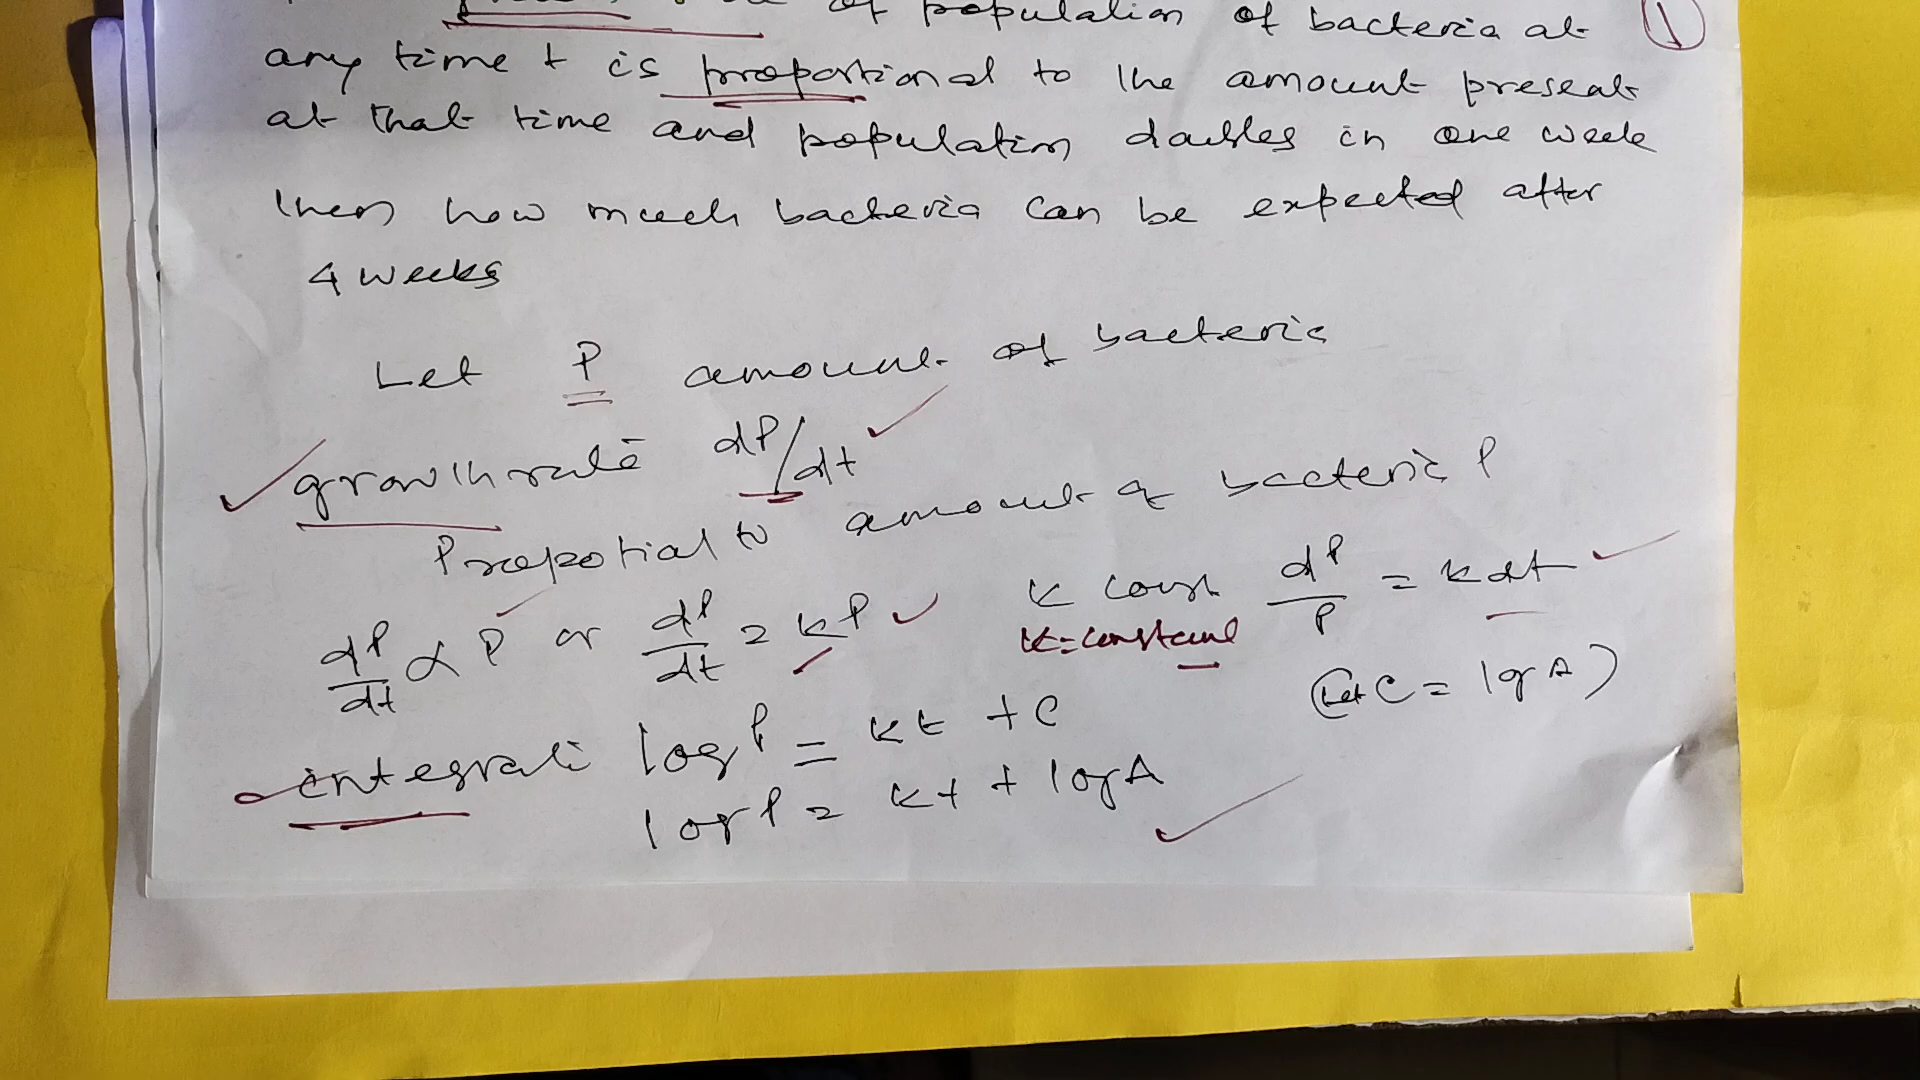 of population of bacteria at 1
any time t is proportional to the amount present
at that time and population doubles in one week
then how much bacteria can be expected after
4 weeks
Let P amount of bacteria
growth rate dP/dt
Propotial to amount of bacteria P
dP/dt ∝ P or dP/dt = kP K const dP/P = kdt
K = constant
integrate log P = kt + C (Let C = log A)
log P = kt + log A